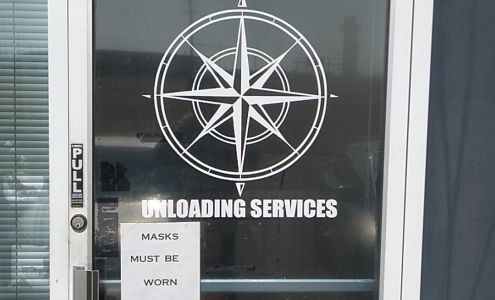 PULL
UNLOADING SERVICES
MASKS
MUST BE
WORN